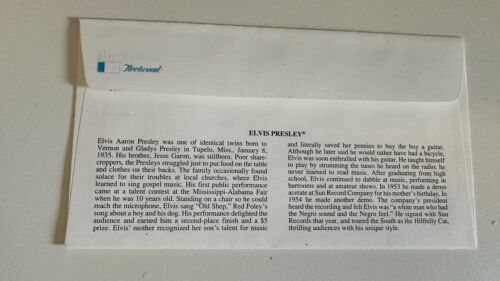 Fleetwood
ELVIS PRESLEY®
Elvis Aaron Presley was one of identical twins born to
Vernon and Gladys Presley in Tupelo, Miss., January 8,
1935. His brother, Jesse Garon, was stillborn. Poor share-
croppers, the Presleys struggled just to put food on the table
and clothes on their backs. The family occasionally found
solace for their troubles at local churches, where Elvis
learned to sing gospel music. His first public performance
came at a talent contest at the Mississippi-Alabama Fair
when he was 10 years old. Standing on a chair so he could
reach the microphone, Elvis sang "Old Shep," Red Foley's
song about a boy and his dog. His performance delighted the
audience and earned him a second-place finish and a $5
prize. Elvis' mother recognized her son's talent for music
and literally saved her pennies to buy the boy a guitar.
Although he later said he would rather have had a bicycle,
Elvis was soon enthralled with his guitar. He taught himself
to play by strumming the tunes he heard on the radio; he
never learned to read music. After graduating from high
school, Elvis continued to dabble at music, performing in
barrooms and at amateur shows. In 1953 he made a demo
acetate at Sun Record Company for his mother's birthday. In
1954 he made another demo. The company's president
heard the recording and felt Elvis was "a white man who had
the Negro sound and the Negro feel." He signed with Sun
Records that year, and toured the South as the Hillbilly Cat,
thrilling audiences with his unique style.